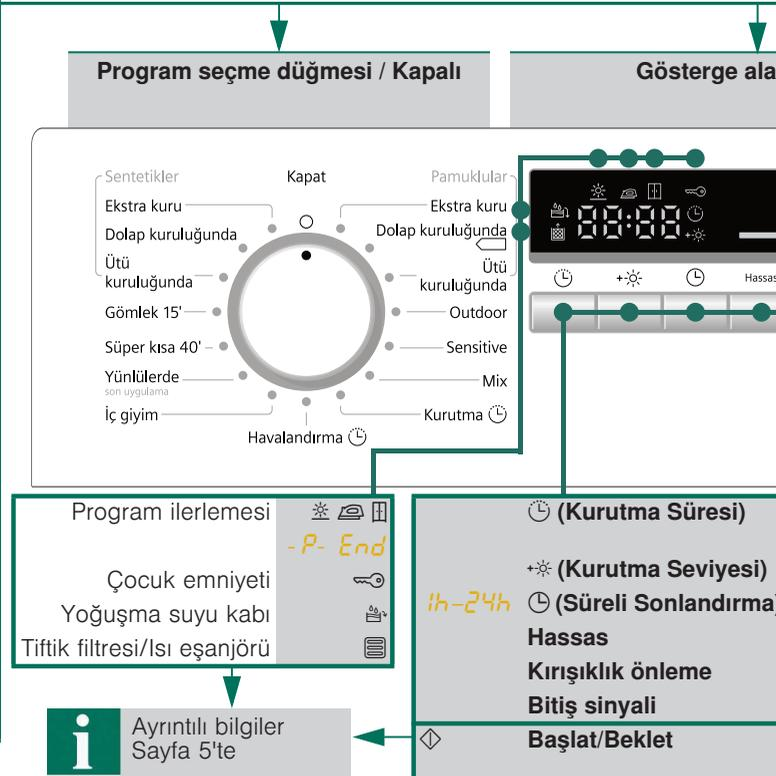 Program seçme düğmesi / Kapalı
Gösterge ala
Sentetikler
Kapat
Pamuklular
Ekstra kuru
Ekstra kuru
Dolap kuruluğunda
Dolap kuruluğunda
Ütü
kuruluğunda
Ütü
kuruluğunda
Gömlek 15'
Outdoor
Süper kısa 40'
Sensitive
Yünlülerde
son uygulama
Mix
İç giyim
Kurutma
Havalandırma
88:88
Hassas
Program ilerlemesi
-P- End
Çocuk emniyeti
Yoğuşma suyu kabı
Tiftik filtresi/Isı eşanjörü
(Kurutma Süresi)
(Kurutma Seviyesi)
1h-24h (Süreli Sonlandırma)
Hassas
Kırışıklık önleme
Bitiş sinyali
Başlat/Beklet
i
Ayrıntılı bilgiler
Sayfa 5'te